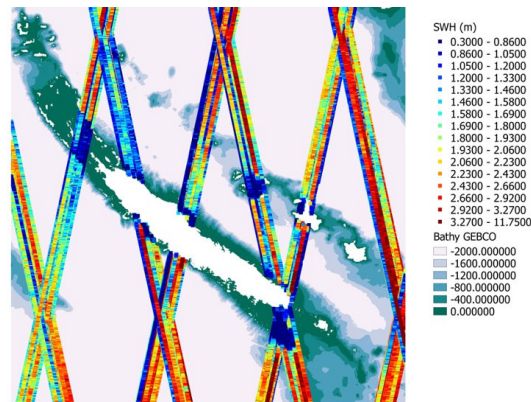 SWH (m)
0.3000 - 0.8600
0.8600 - 1.0500
1.0500 - 1.2000
1.2000 - 1.3300
1.3300 - 1.4600
1.4600 - 1.5800
1.5800 - 1.6900
1.6900 - 1.8000
1.8000 - 1.9300
1.9300 - 2.0600
2.0600 - 2.2300
2.2300 - 2.4300
2.4300 - 2.6600
2.6600 - 2.9200
2.9200 - 3.2700
3.2700 - 11.7500
Bathy GEBCO
-2000.000000
-1600.000000
-1200.000000
-800.000000
-400.000000
0.000000